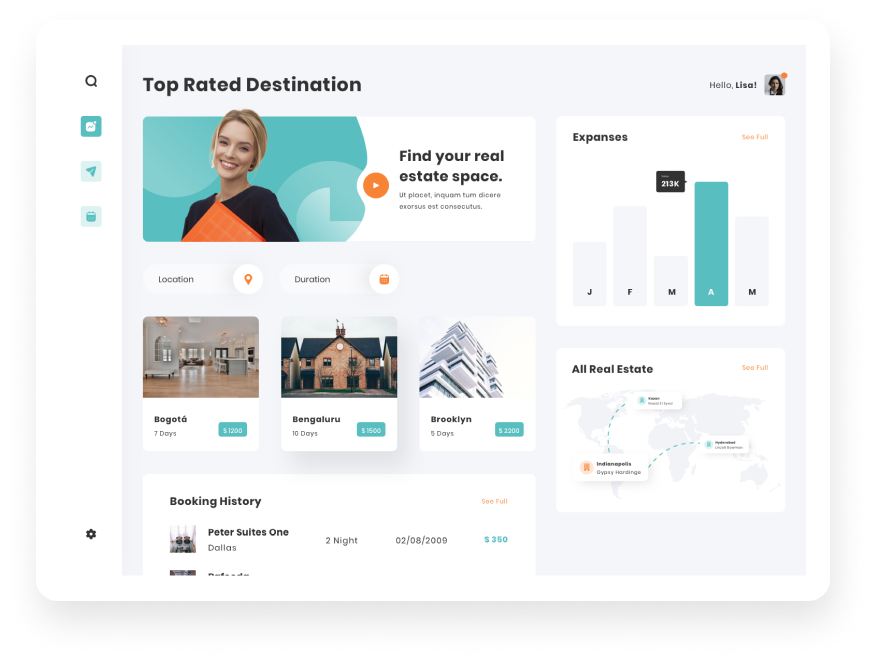 Top Rated Destination
Hello, Lisa!
Find your real
estate space.
Ut placet, inquam tum dicere
exorsus est consecutus.
Expanses
See Full
213K
J F M A M
Location
Duration
Bogotá
7 Days
$ 1200
Bengaluru
10 Days
$ 1500
Brooklyn
5 Days
$ 2200
All Real Estate
See Full
Hyderabad
Indianapolis
Gypsy Hardinge
Booking History
See Full
Peter Suites One
Dallas
2 Night
02/08/2009
$ 350